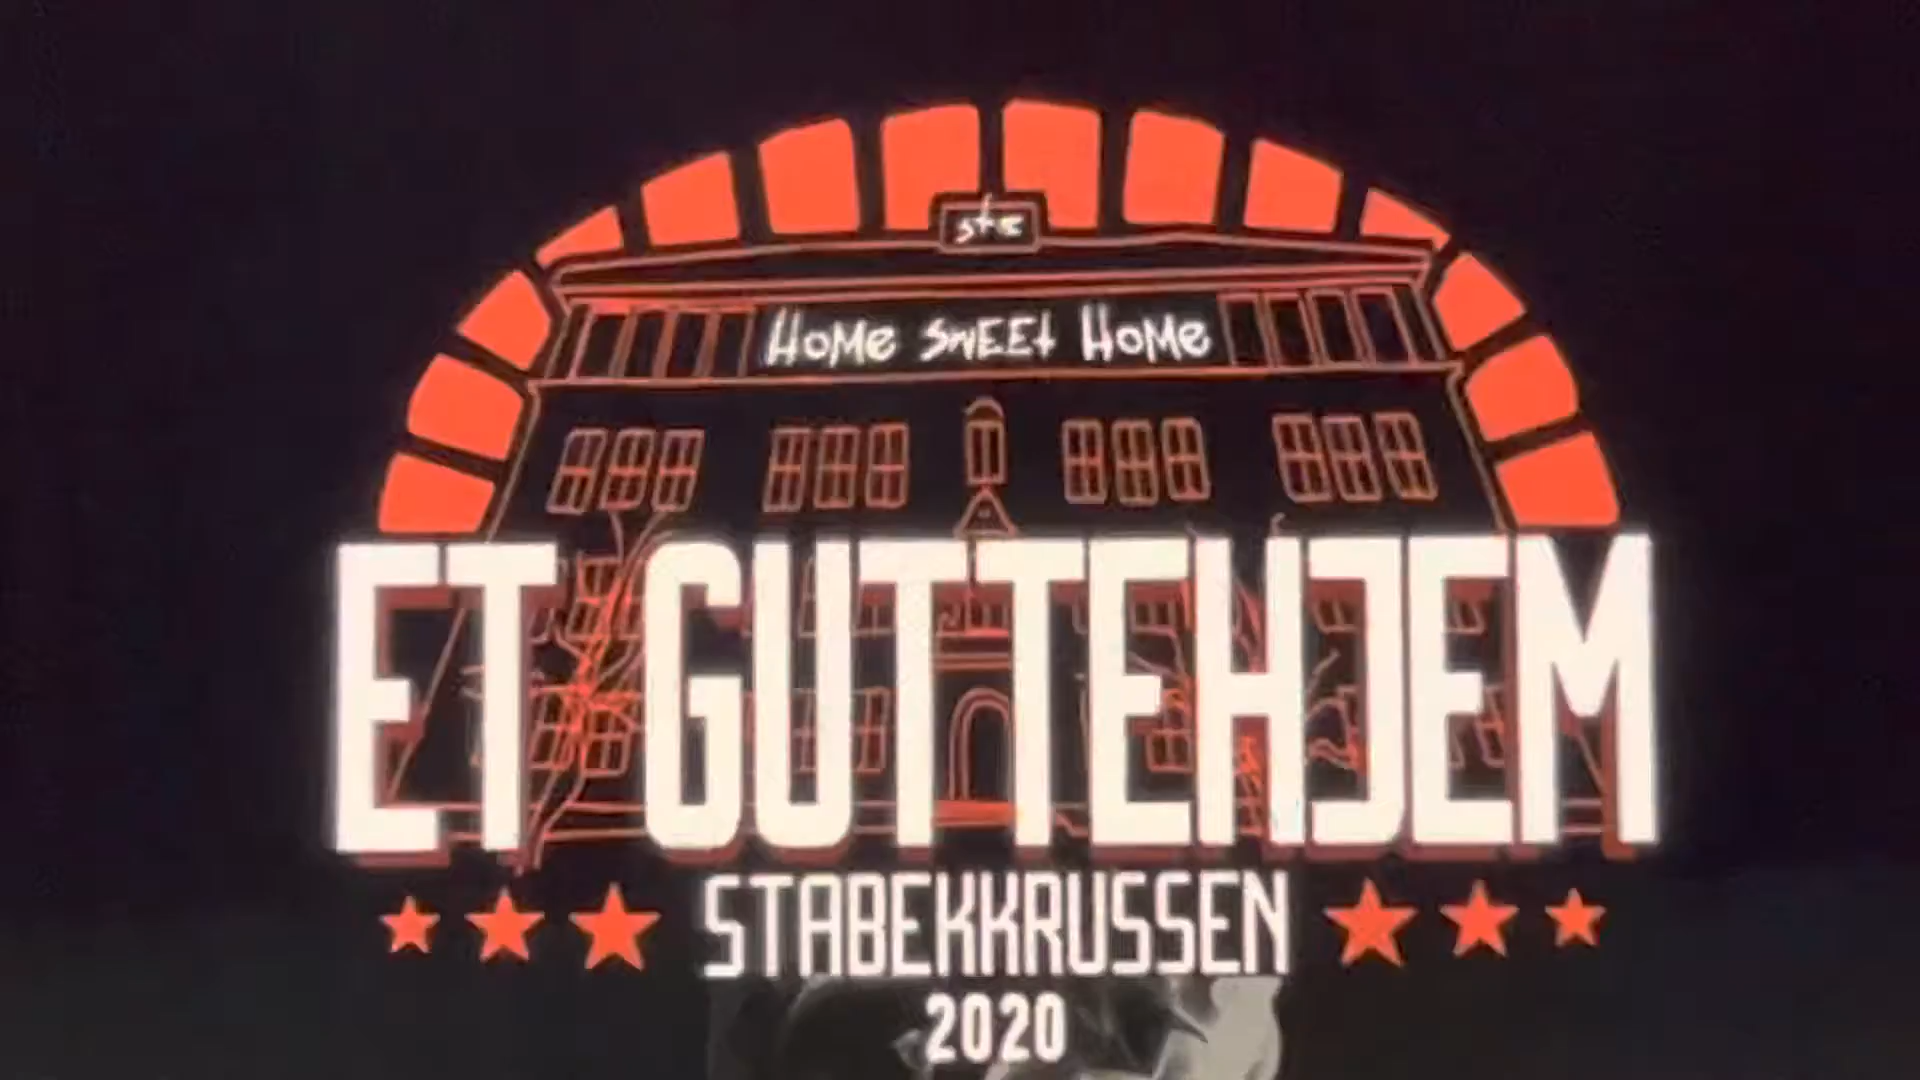 HoMe SwEEt HoMe
ET GUTTEHJEM
STABEKKRUSSEN
2020